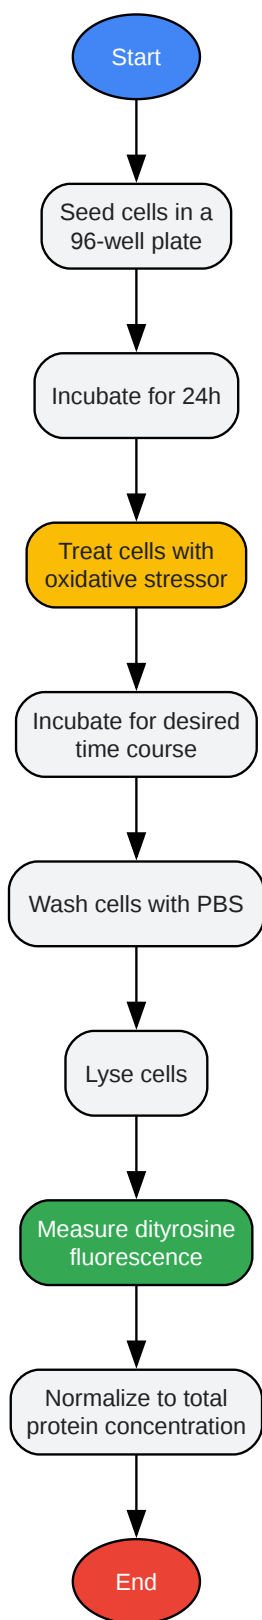 Start
Seed cells in a
96-well plate
Incubate for 24h
Treat cells with
oxidative stressor
Incubate for desired
time course
Wash cells with PBS
Lyse cells
Measure dityrosine
fluorescence
Normalize to total
protein concentration
End